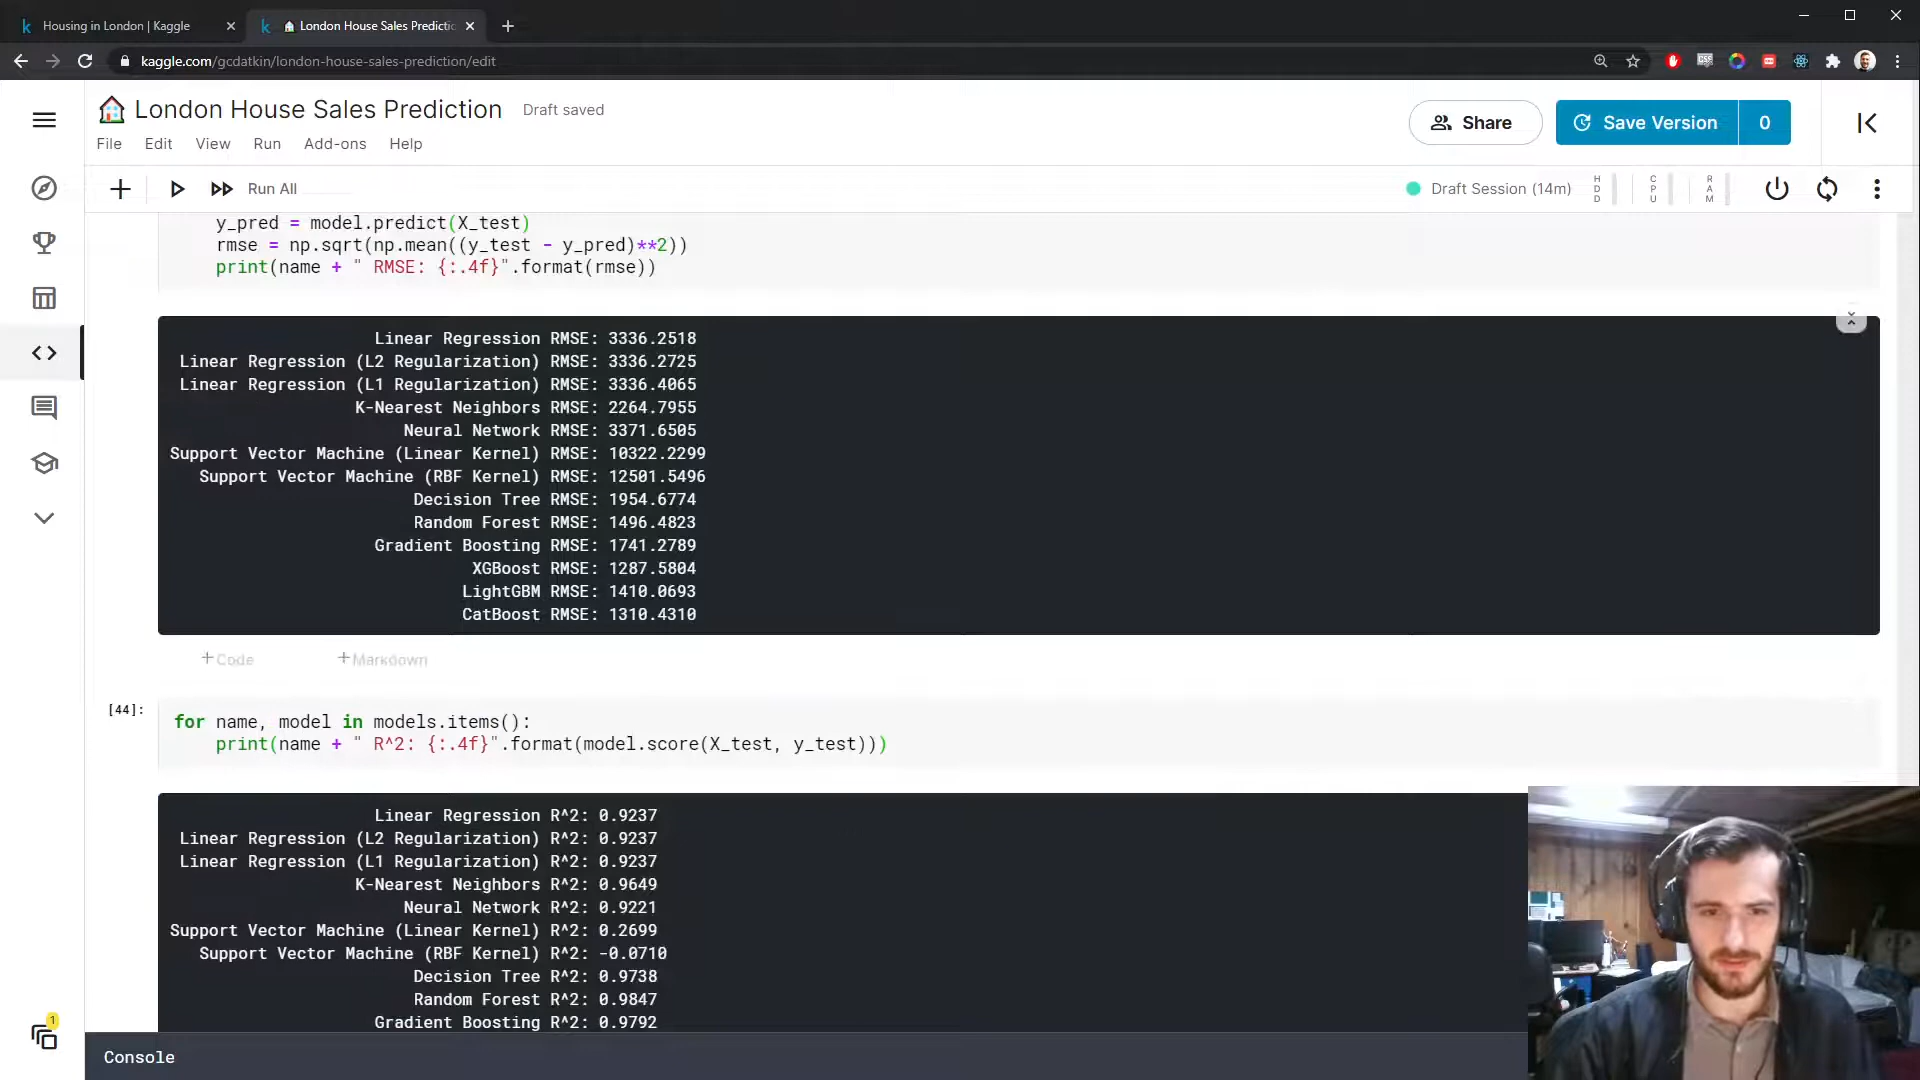 Housing in London | Kaggle
London House Sales Predictic
kaggle.com/gcdatkin/london-house-sales-prediction/edit
London House Sales Prediction
Draft saved
Share
Save Version
0
File Edit View Run Add-ons Help
Run All
Draft Session (14m)
HDD
CPU
RAM
y_pred = model.predict(X_test)
rmse = np.sqrt(np.mean((y_test - y_pred)**2))
print(name + " RMSE: {:.4f}".format(rmse))
Linear Regression RMSE: 3336.2518
Linear Regression (L2 Regularization) RMSE: 3336.2725
Linear Regression (L1 Regularization) RMSE: 3336.4065
K-Nearest Neighbors RMSE: 2264.7955
Neural Network RMSE: 3371.6505
Support Vector Machine (Linear Kernel) RMSE: 10322.2299
Support Vector Machine (RBF Kernel) RMSE: 12501.5496
Decision Tree RMSE: 1954.6774
Random Forest RMSE: 1496.4823
Gradient Boosting RMSE: 1741.2789
XGBoost RMSE: 1287.5804
LightGBM RMSE: 1410.0693
CatBoost RMSE: 1310.4310
+ Code + Markdown
[44]:
for name, model in models.items():
print(name + " R^2: {:.4f}".format(model.score(X_test, y_test)))
Linear Regression R^2: 0.9237
Linear Regression (L2 Regularization) R^2: 0.9237
Linear Regression (L1 Regularization) R^2: 0.9237
K-Nearest Neighbors R^2: 0.9649
Neural Network R^2: 0.9221
Support Vector Machine (Linear Kernel) R^2: 0.2699
Support Vector Machine (RBF Kernel) R^2: -0.0710
Decision Tree R^2: 0.9738
Random Forest R^2: 0.9847
Gradient Boosting R^2: 0.9792
1
Console